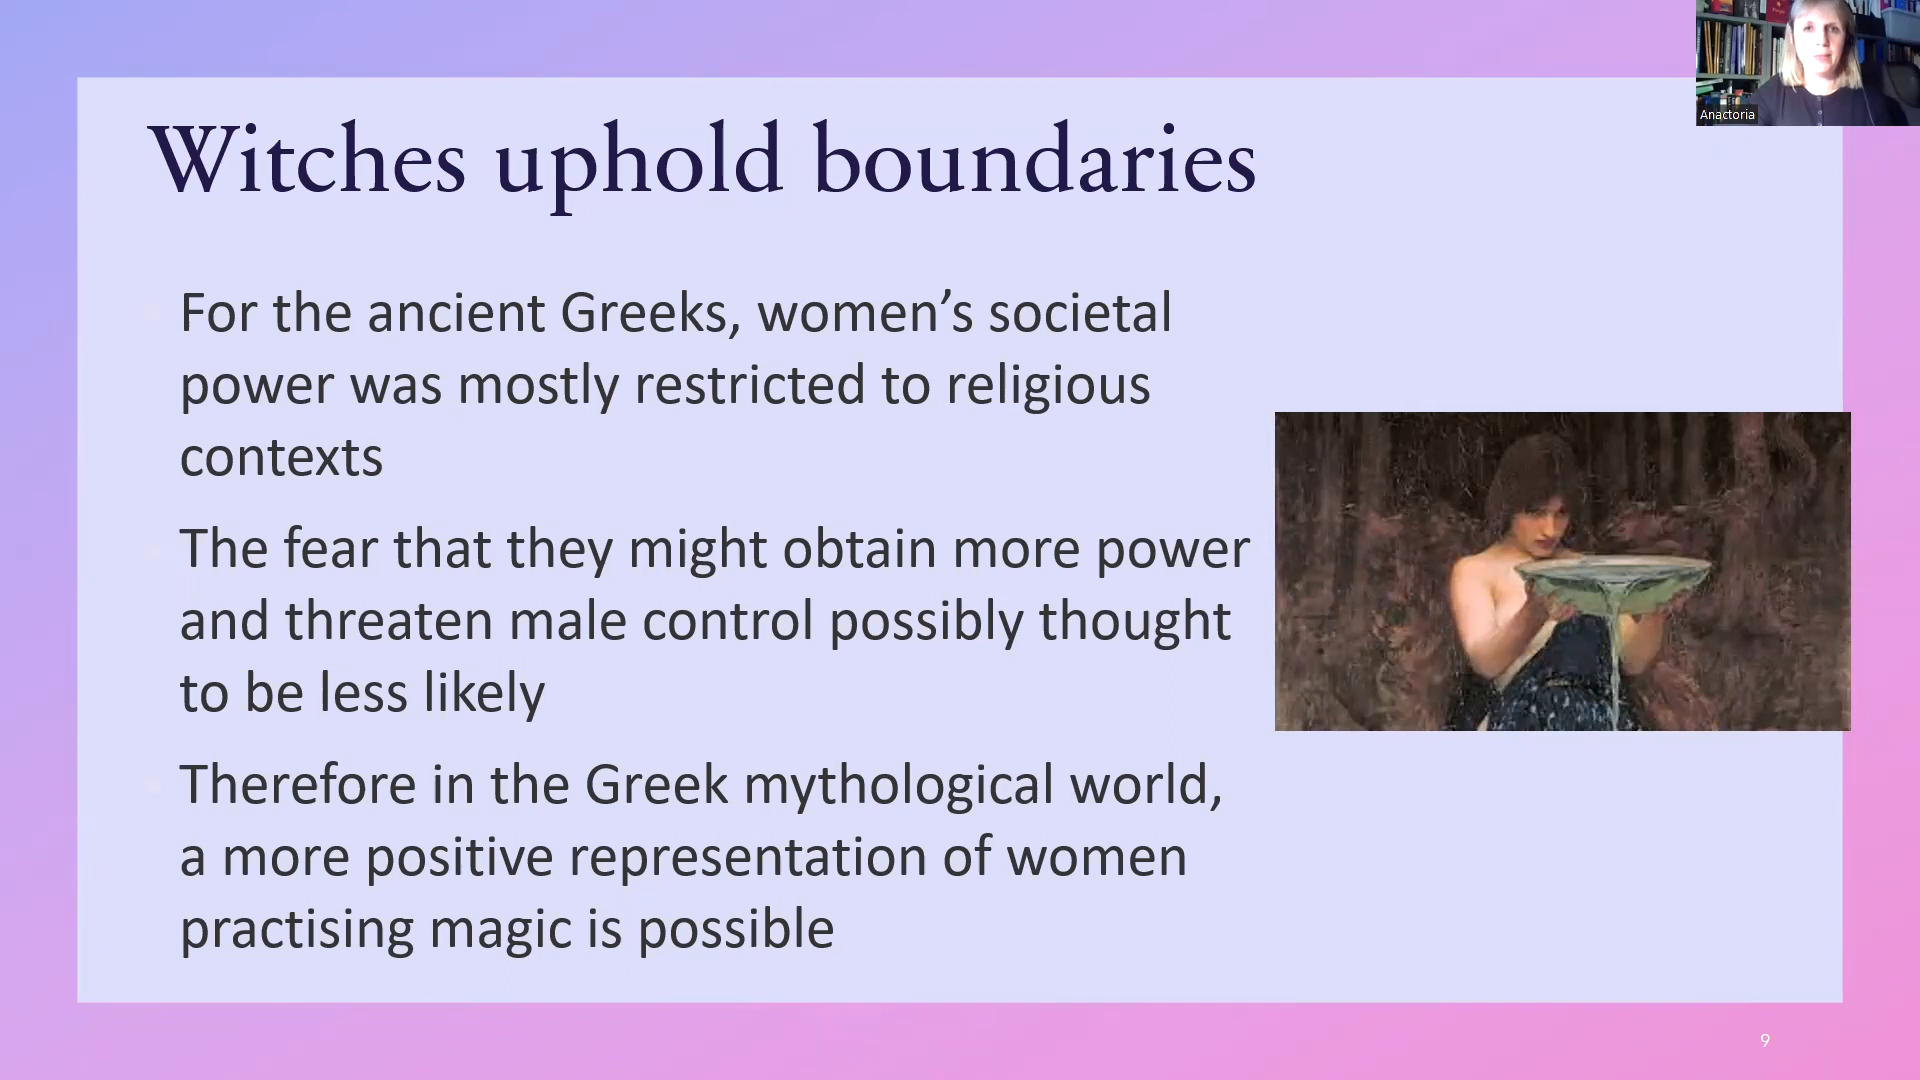 Anactoria
Witches uphold boundaries
For the ancient Greeks, women’s societal
power was mostly restricted to religious
contexts
The fear that they might obtain more power
and threaten male control possibly thought
to be less likely
Therefore in the Greek mythological world,
a more positive representation of women
practising magic is possible
9